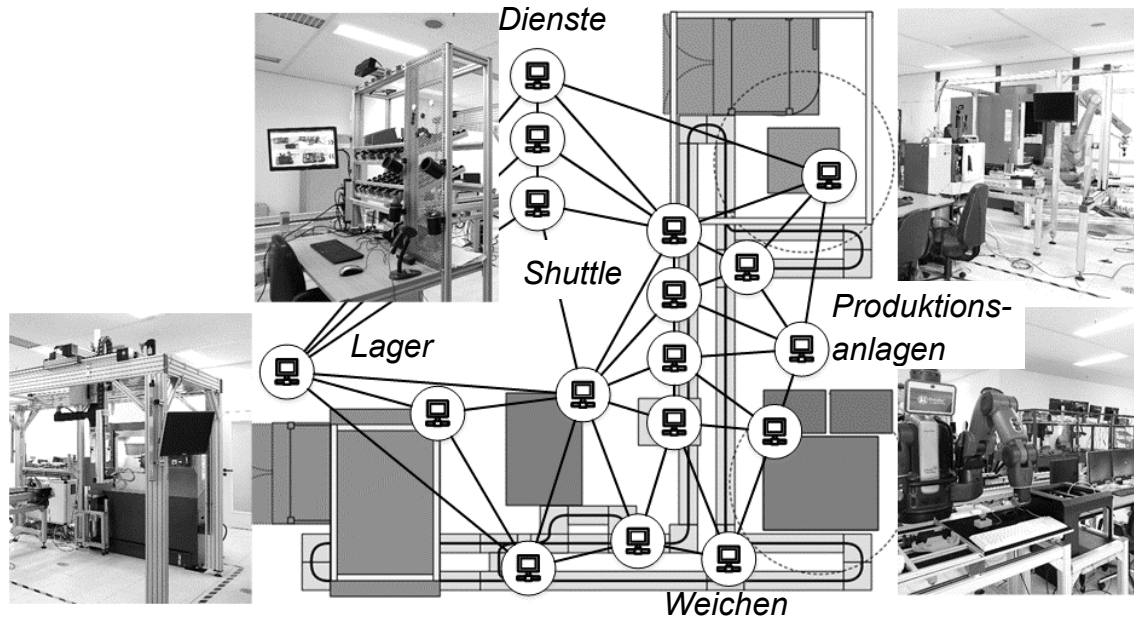 Dienste
Shuttle
Lager
Produktions-
anlagen
Weichen